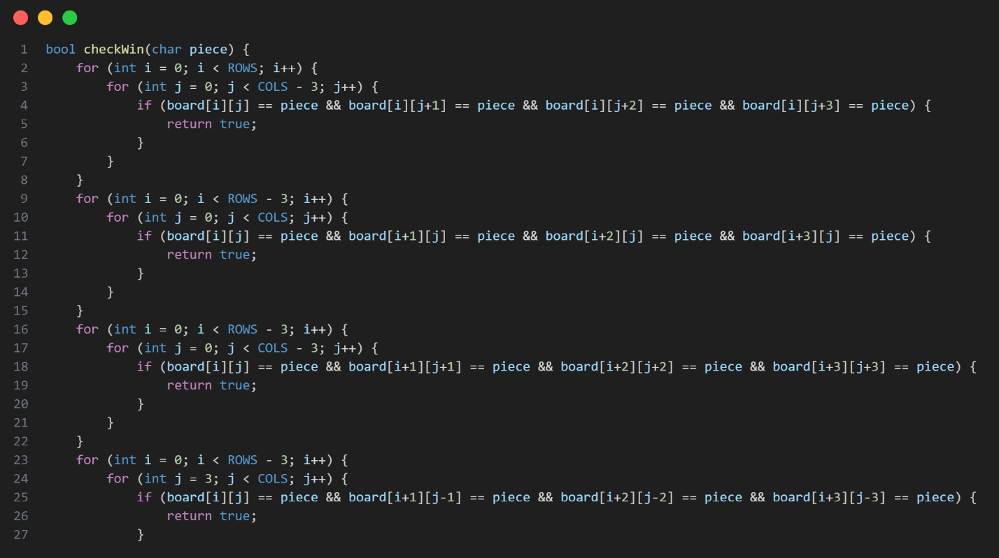 1 bool checkWin(char piece) {
2     for (int i = 0; i < ROWS; i++) {
3         for (int j = 0; j < COLS - 3; j++) {
4             if (board[i][j] == piece && board[i][j+1] == piece && board[i][j+2] == piece && board[i][j+3] == piece) {
5                 return true;
6             }
7         }
8     }
9     for (int i = 0; i < ROWS - 3; i++) {
10         for (int j = 0; j < COLS; j++) {
11             if (board[i][j] == piece && board[i+1][j] == piece && board[i+2][j] == piece && board[i+3][j] == piece) {
12                 return true;
13             }
14         }
15     }
16     for (int i = 0; i < ROWS - 3; i++) {
17         for (int j = 0; j < COLS - 3; j++) {
18             if (board[i][j] == piece && board[i+1][j+1] == piece && board[i+2][j+2] == piece && board[i+3][j+3] == piece) {
19                 return true;
20             }
21         }
22     }
23     for (int i = 0; i < ROWS - 3; i++) {
24         for (int j = 3; j < COLS; j++) {
25             if (board[i][j] == piece && board[i+1][j-1] == piece && board[i+2][j-2] == piece && board[i+3][j-3] == piece) {
26                 return true;
27             }